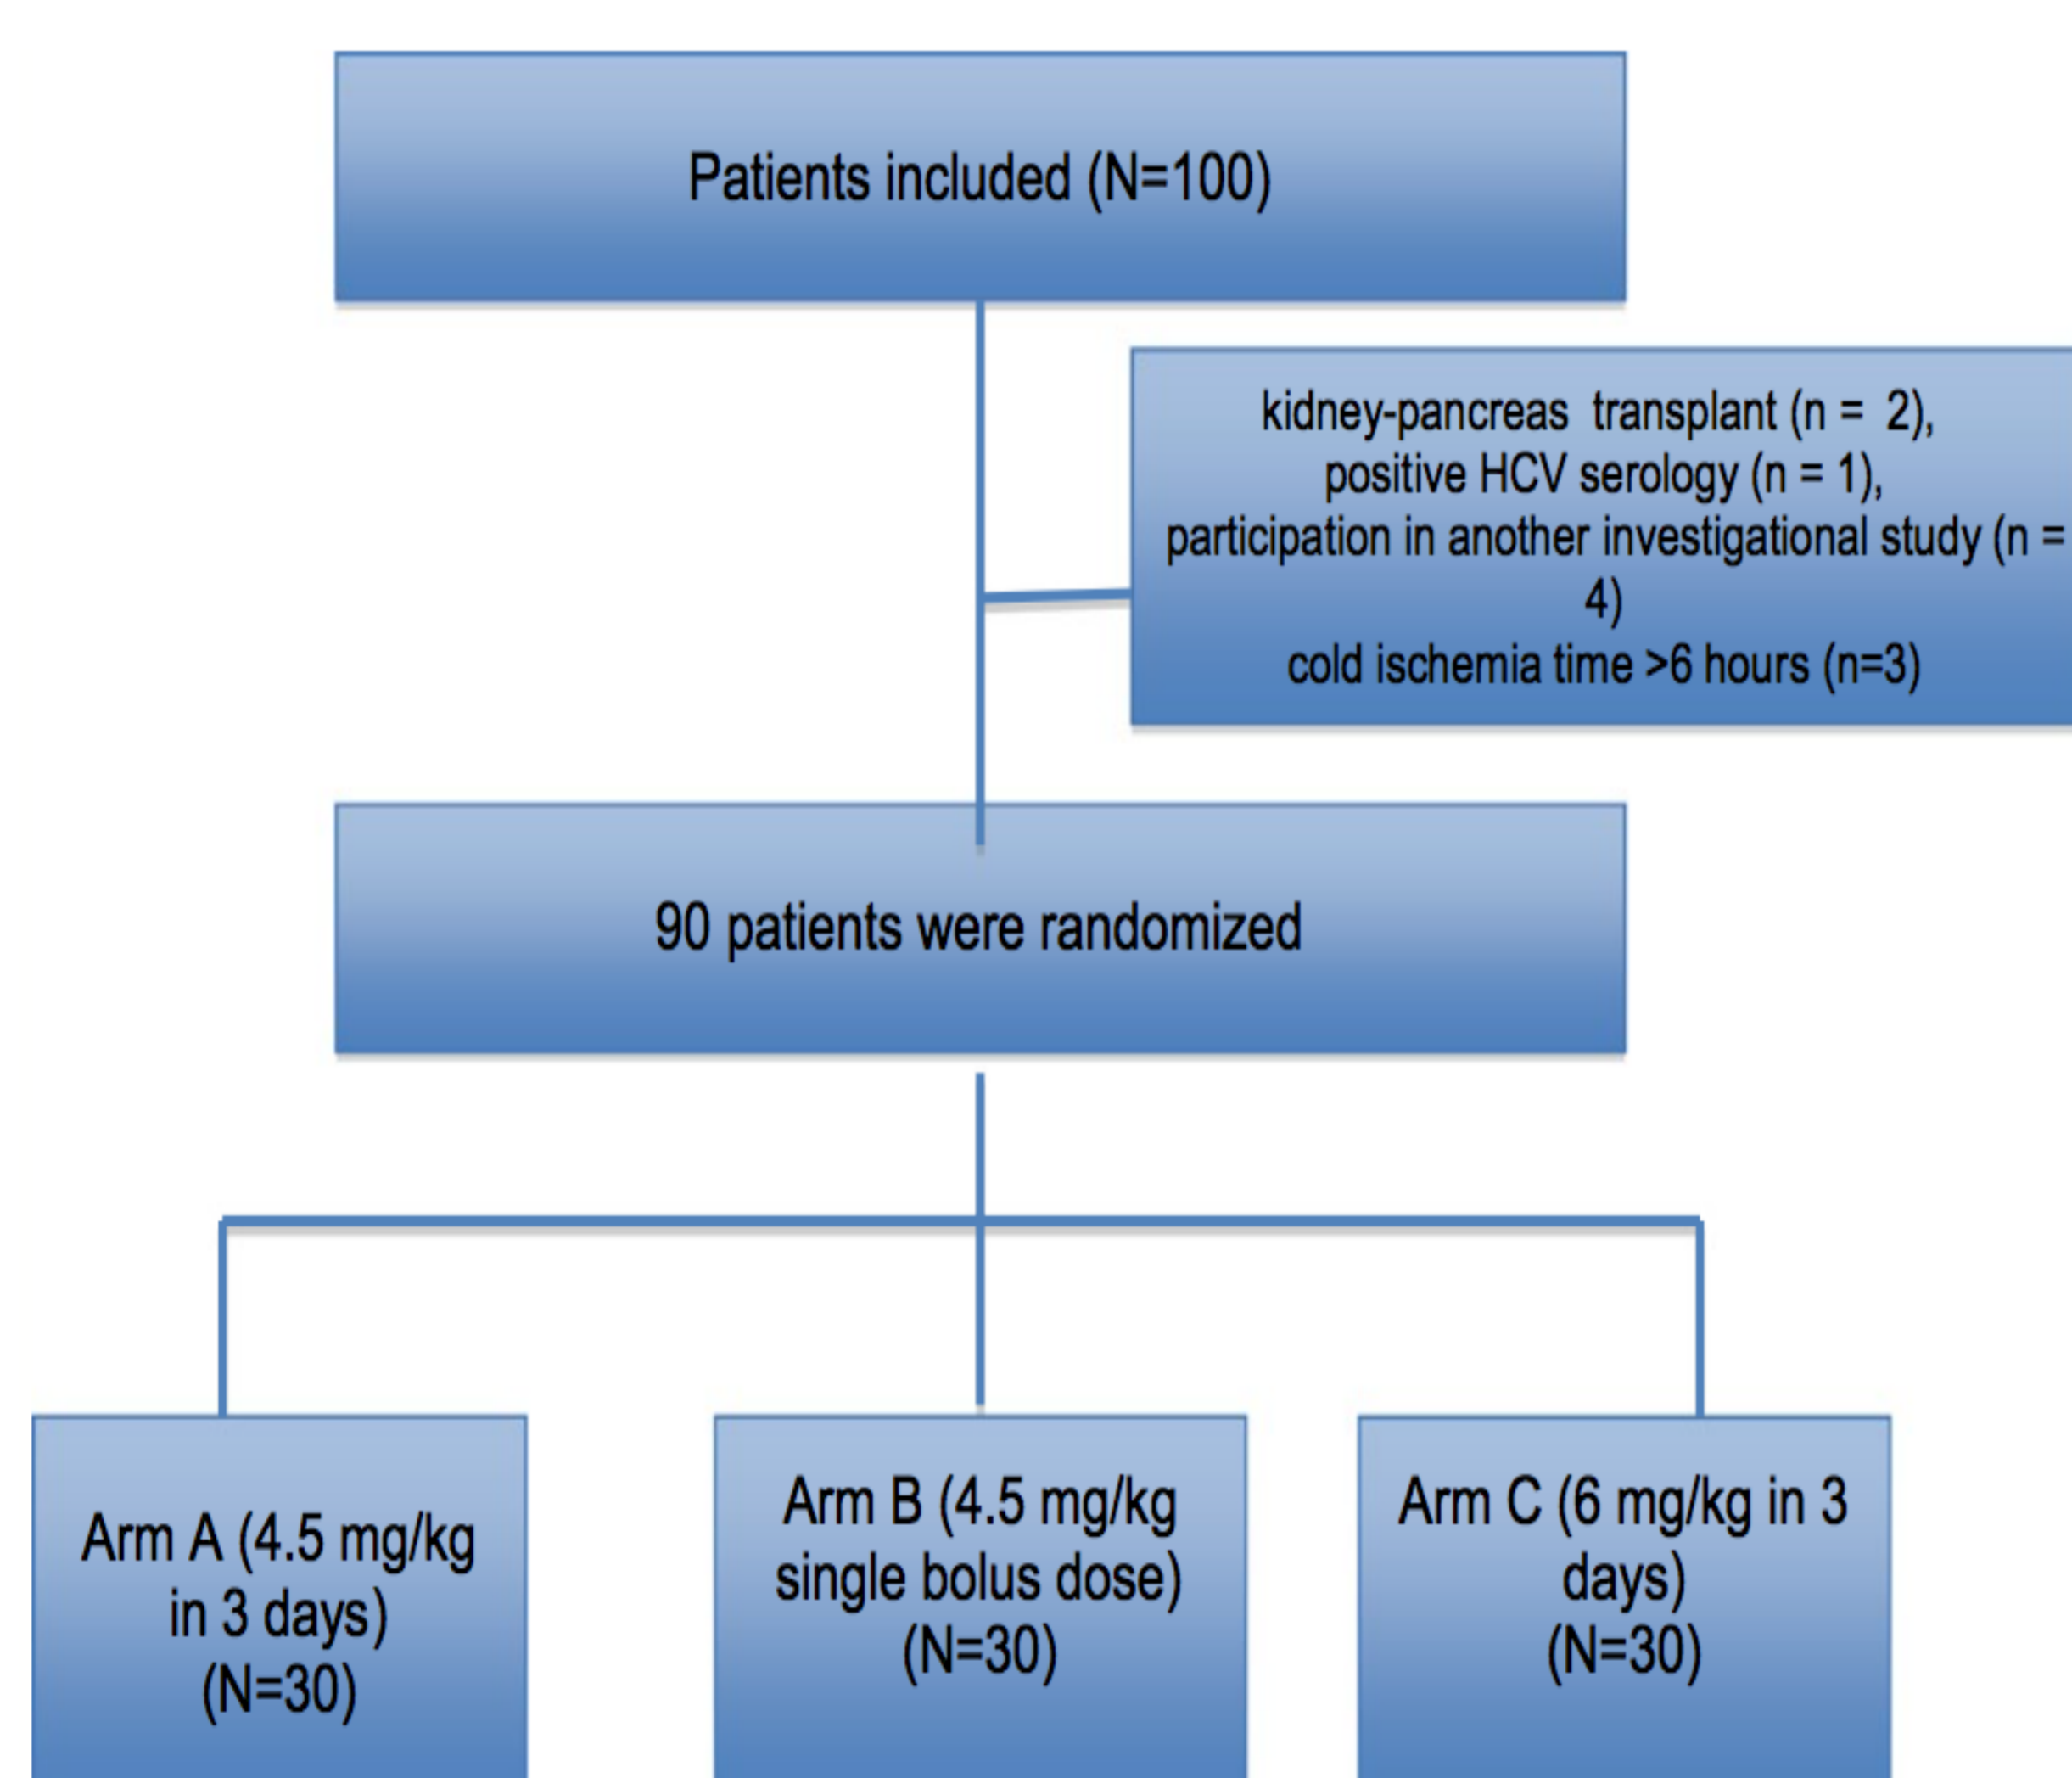 Patients included (N=100)
kidney-pancreas transplant (n = 2),
positive HCV serology (n = 1),
participation in another investigational study (n =
4)
cold ischemia time >6 hours (n=3)
90 patients were randomized
Arm A (4.5 mg/kg
in 3 days)
(N=30)
Arm B (4.5 mg/kg
single bolus dose)
(N=30)
Arm C (6 mg/kg in 3
days)
(N=30)